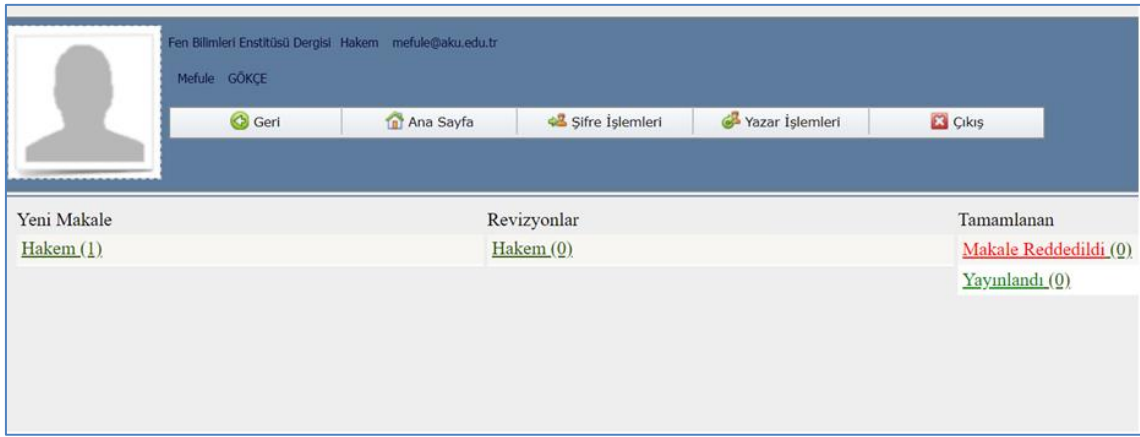 Fen Bilimleri Enstitüsü Dergisi Hakem mefule@aku.edu.tr
Mefule GÖKÇE
Geri Ana Sayfa Şifre İşlemleri Yazar İşlemleri Çıkış
Yeni Makale Revizyonlar Tamamlanan
Hakem (1) Hakem (0) Makale Reddedildi (0)
Yayınlandı (0)